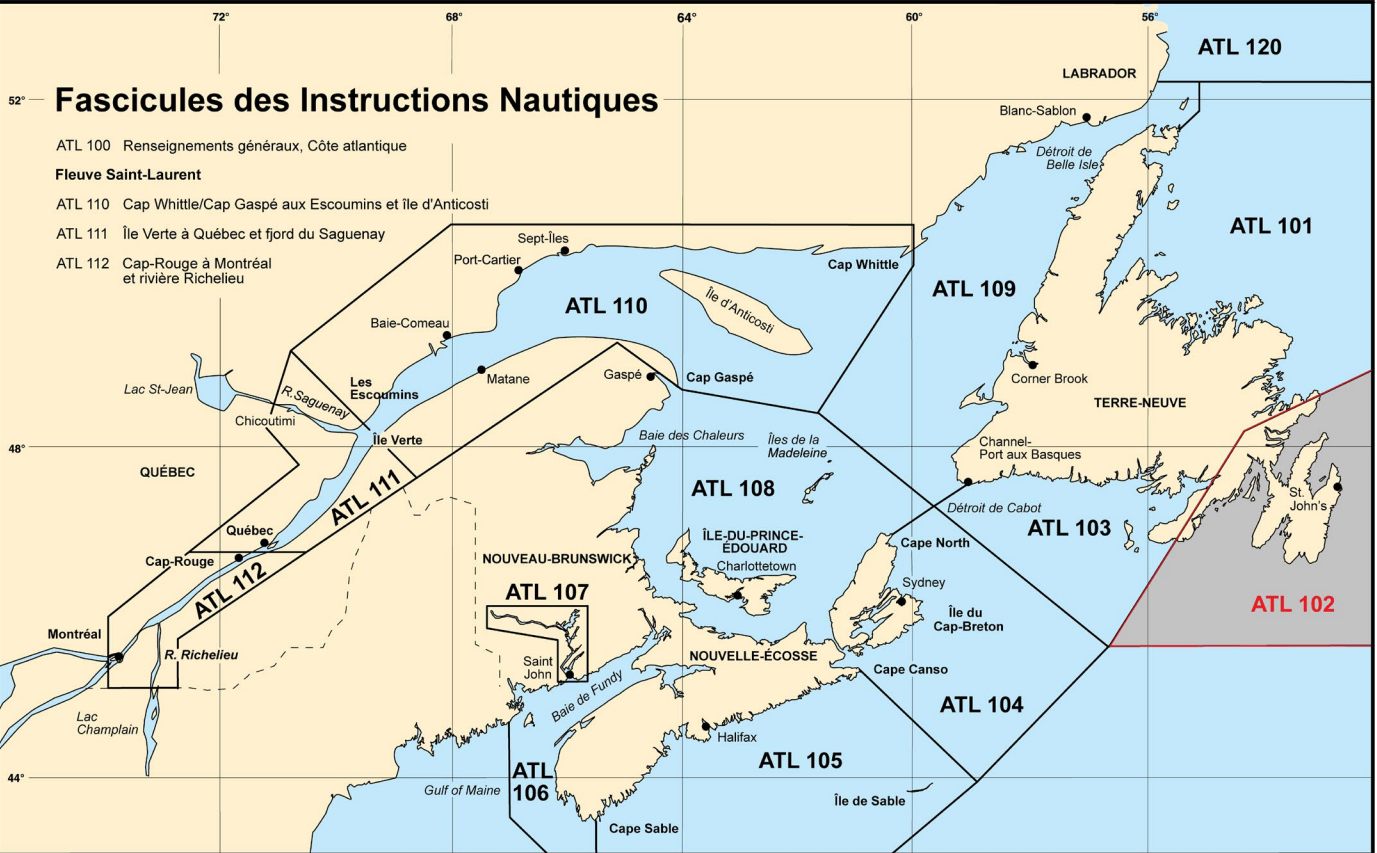 72°
68°
64°
60°
56°
ATL 120
LABRADOR
52°
Fascicules des Instructions Nautiques
Blanc-Sablon
ATL 100 Renseignements généraux, Côte atlantique
Détroit de
Belle Isle
Fleuve Saint-Laurent
ATL 110 Cap Whittle/Cap Gaspé aux Escoumins et île d'Anticosti
ATL 101
ATL 111 Île Verte à Québec et fjord du Saguenay
ATL 112 Cap-Rouge à Montréal
et rivière Richelieu
Sept-Îles
Port-Cartier
Cap Whittle
ATL 109
ATL 110
Île d'Anticosti
Baie-Comeau
Matane
Gaspé
Cap Gaspé
Corner Brook
Lac St-Jean
R.Saguenay
Les
Escoumins
TERRE-NEUVE
Chicoutimi
Île Verte
Baie des Chaleurs
Îles de la
Madeleine
Channel-
Port aux Basques
48°
QUÉBEC
ATL 111
ATL 108
St.
John's
Détroit de Cabot
ATL 103
Québec
Cap-Rouge
ÎLE-DU-PRINCE-
ÉDOUARD
Charlottetown
Cape North
NOUVEAU-BRUNSWICK
ATL 112
ATL 107
Sydney
ATL 102
Île du
Cap-Breton
Montréal
R. Richelieu
NOUVELLE-ÉCOSSE
Saint
John
Cape Canso
Baie de Fundy
ATL 104
Lac
Champlain
Halifax
ATL 105
44°
ATL
106
Gulf of Maine
Île de Sable
Cape Sable